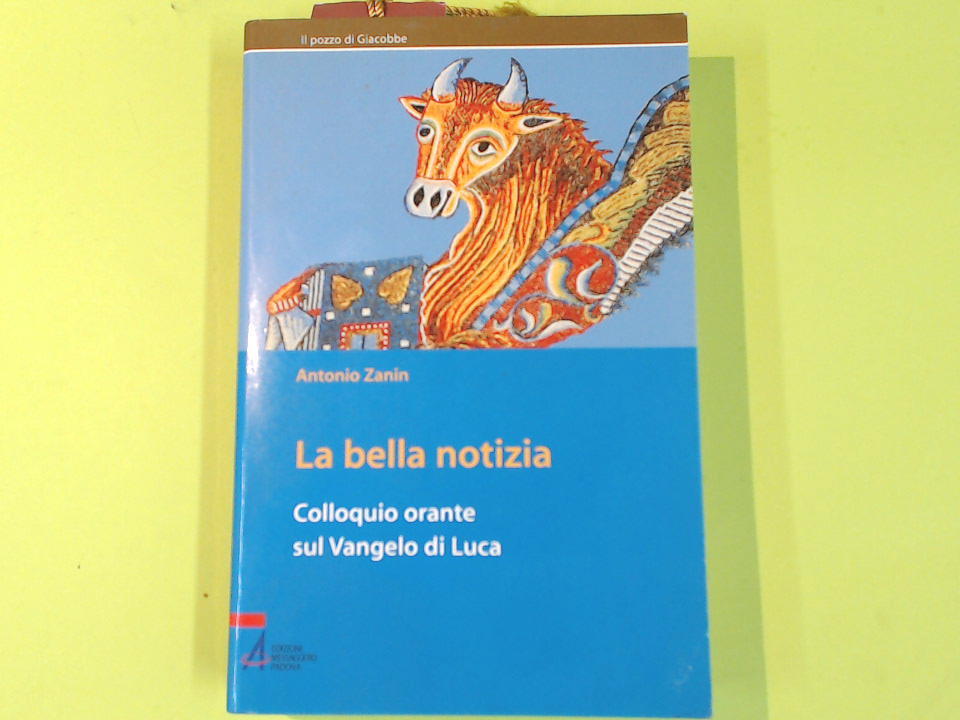 Il pozzo di Giacobbe
Antonio Zanin
La bella notizia
Colloquio orante
sul Vangelo di Luca
EDIZIONI
MESSAGGERO
PADOVA